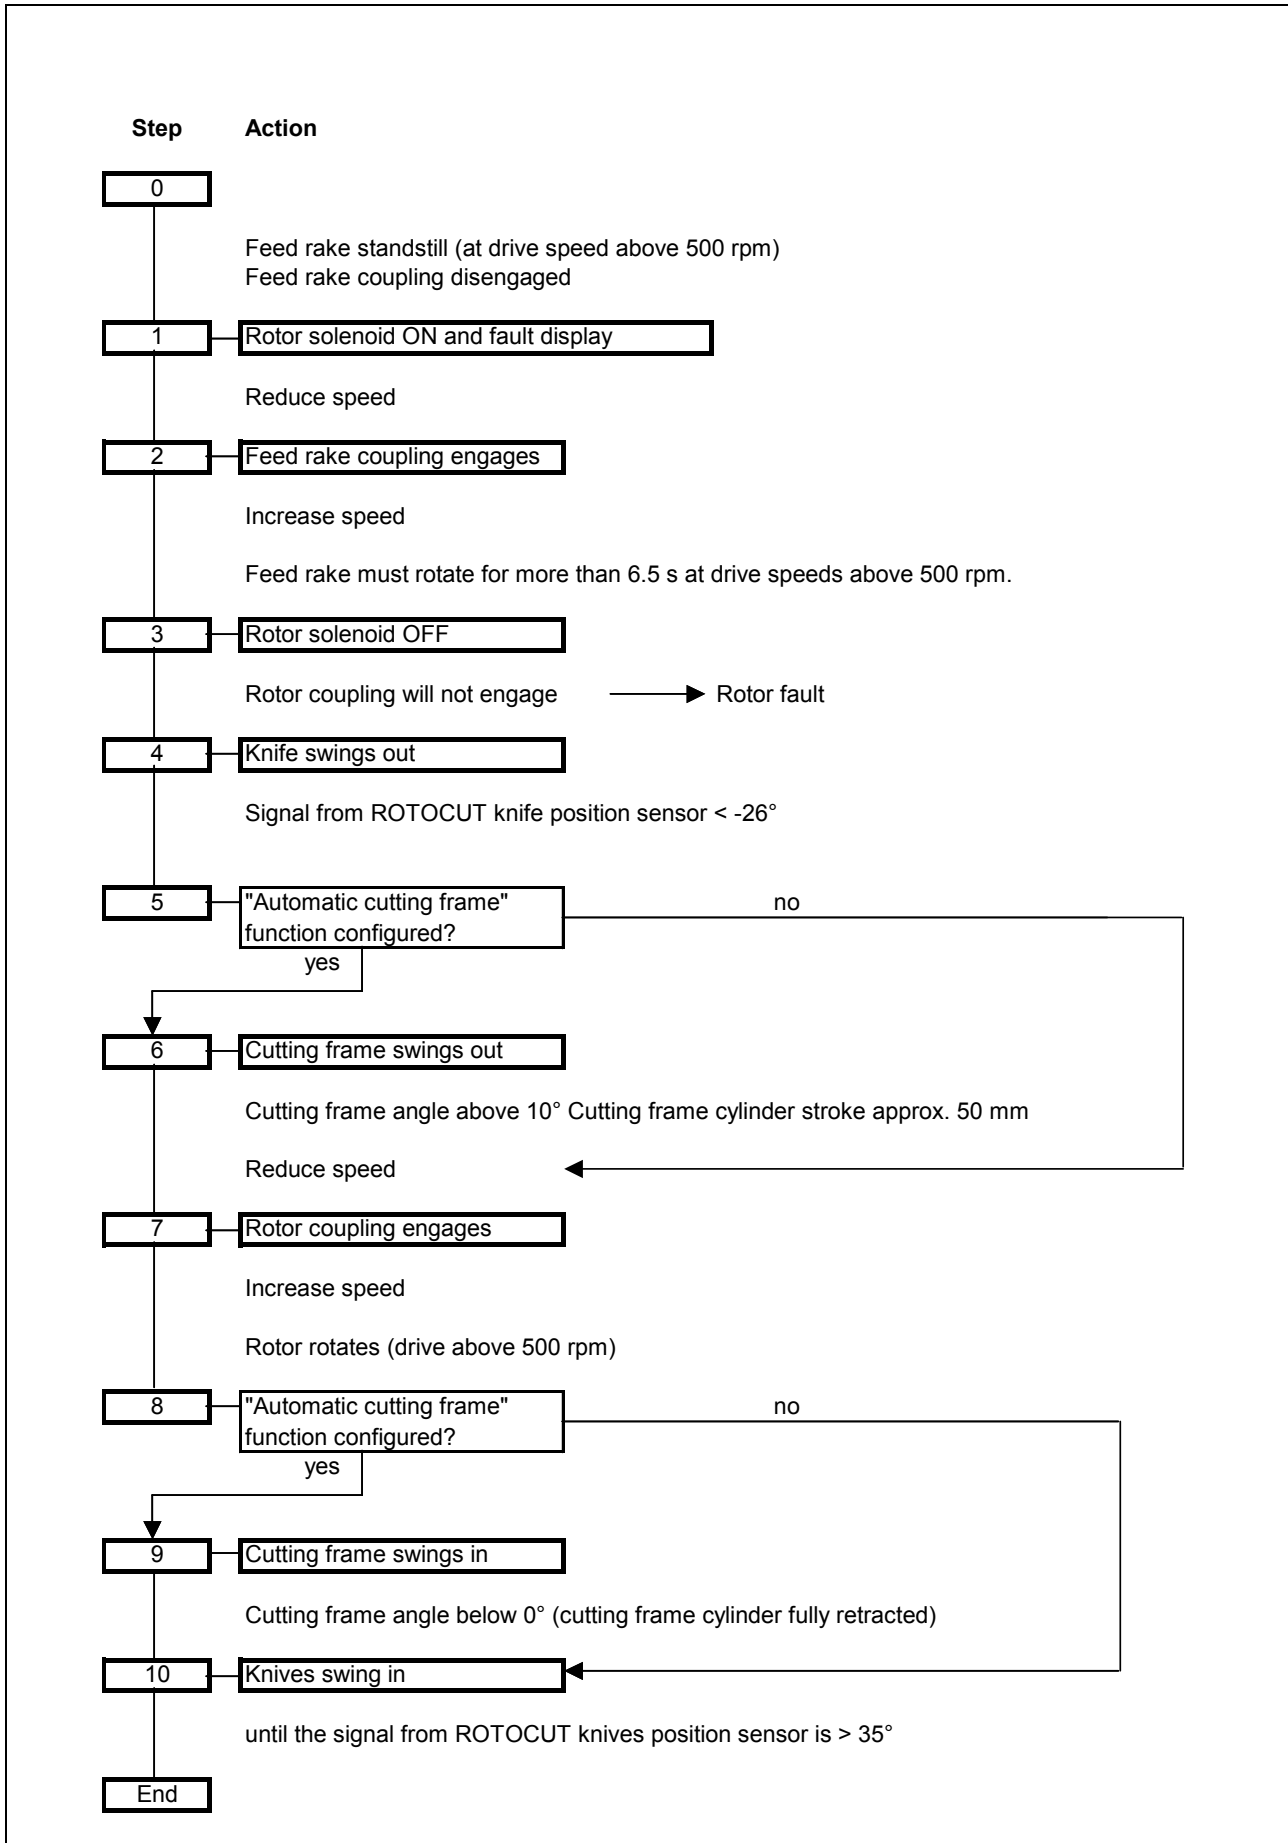 Step Action
0
Feed rake standstill (at drive speed above 500 rpm)
Feed rake coupling disengaged
1 Rotor solenoid ON and fault display
Reduce speed
2 Feed rake coupling engages
Increase speed
Feed rake must rotate for more than 6.5 s at drive speeds above 500 rpm.
3 Rotor solenoid OFF
Rotor coupling will not engage Rotor fault
4 Knife swings out
Signal from ROTOCUT knife position sensor < -26°
5 "Automatic cutting frame" no
function configured?
yes
6 Cutting frame swings out
Cutting frame angle above 10° Cutting frame cylinder stroke approx. 50 mm
Reduce speed
7 Rotor coupling engages
Increase speed
Rotor rotates (drive above 500 rpm)
8 "Automatic cutting frame" no
function configured?
yes
9 Cutting frame swings in
Cutting frame angle below 0° (cutting frame cylinder fully retracted)
10 Knives swing in
until the signal from ROTOCUT knives position sensor is > 35°
End